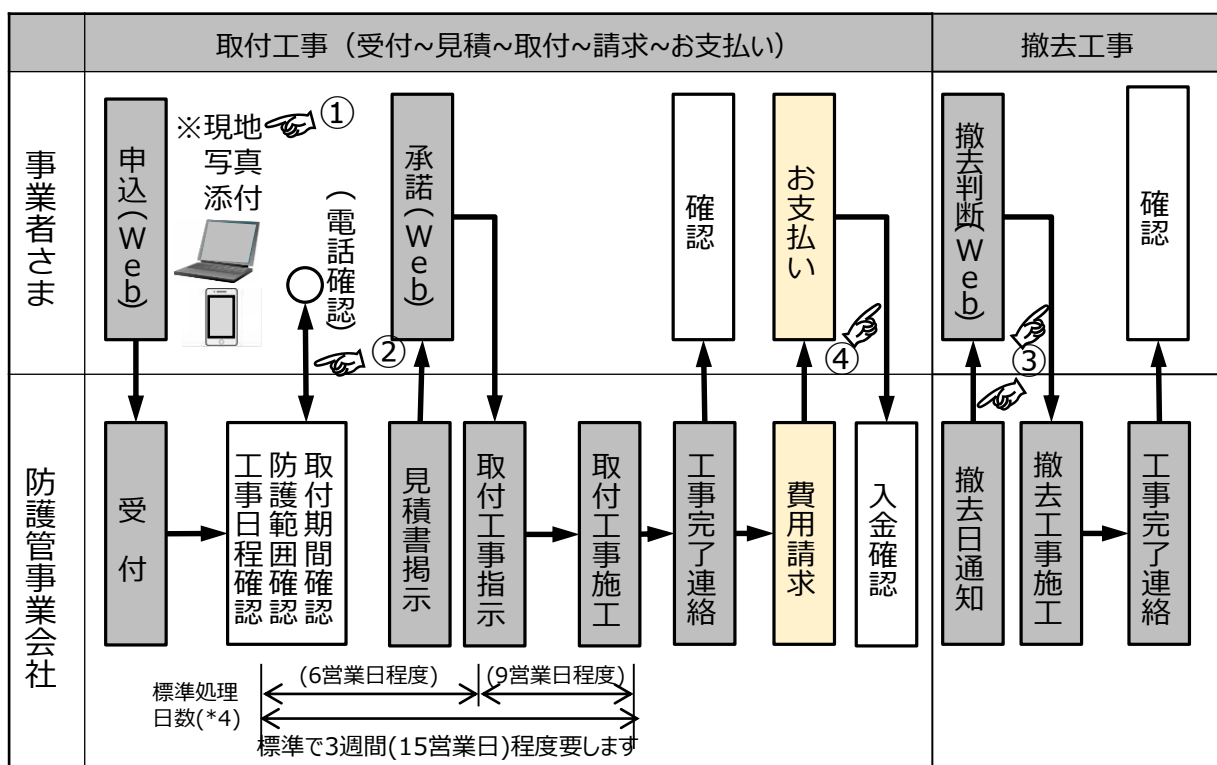 取付工事（受付~見積~取付~請求~お支払い）
撤去工事
事業者さま
申込(Web)
※現地
写真
添付
①
(電話確認)
②
承諾(Web)
確認
お支払い
④
撤去判断(Web)
③
確認
防護管事業会社
受付
取付期間確認
防護範囲確認
工事日程確認
見積書掲示
取付工事指示
取付工事施工
工事完了連絡
費用請求
入金確認
撤去日通知
撤去工事施工
工事完了連絡
標準処理
日数(*4)
(6営業日程度)
(9営業日程度)
標準で3週間(15営業日)程度要します